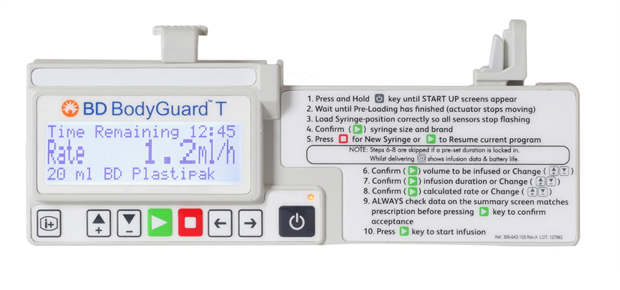 BD BodyGuard™ T
Time Remaining 12:45
Rate 1.2ml/h
20 ml BD Plastipak
i+
+
-
1. Press and Hold key until START UP screens appear
2. Wait until Pre-Loading has finished (actuator stops moving)
3. Load Syringe-position correctly so all sensors stop flashing
4. Confirm ( ) syringe size and brand
5. Press for New Syringe or to Resume current program
NOTE: Steps 6-8 are skipped if a pre-set duration is locked in.
Whilst delivering shows infusion data & battery life.
6. Confirm ( ) volume to be infused or Change ( )
7. Confirm ( ) infusion duration or Change ( )
8. Confirm ( ) calculated rate or Change ( )
9. ALWAYS check data on the summary screen matches
prescription before pressing key to confirm
acceptance
10. Press key to start infusion